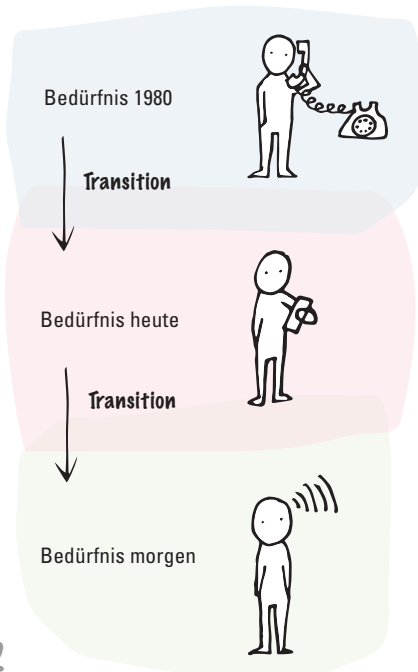 Bedürfnis 1980
Transition
Bedürfnis heute
Transition
Bedürfnis morgen